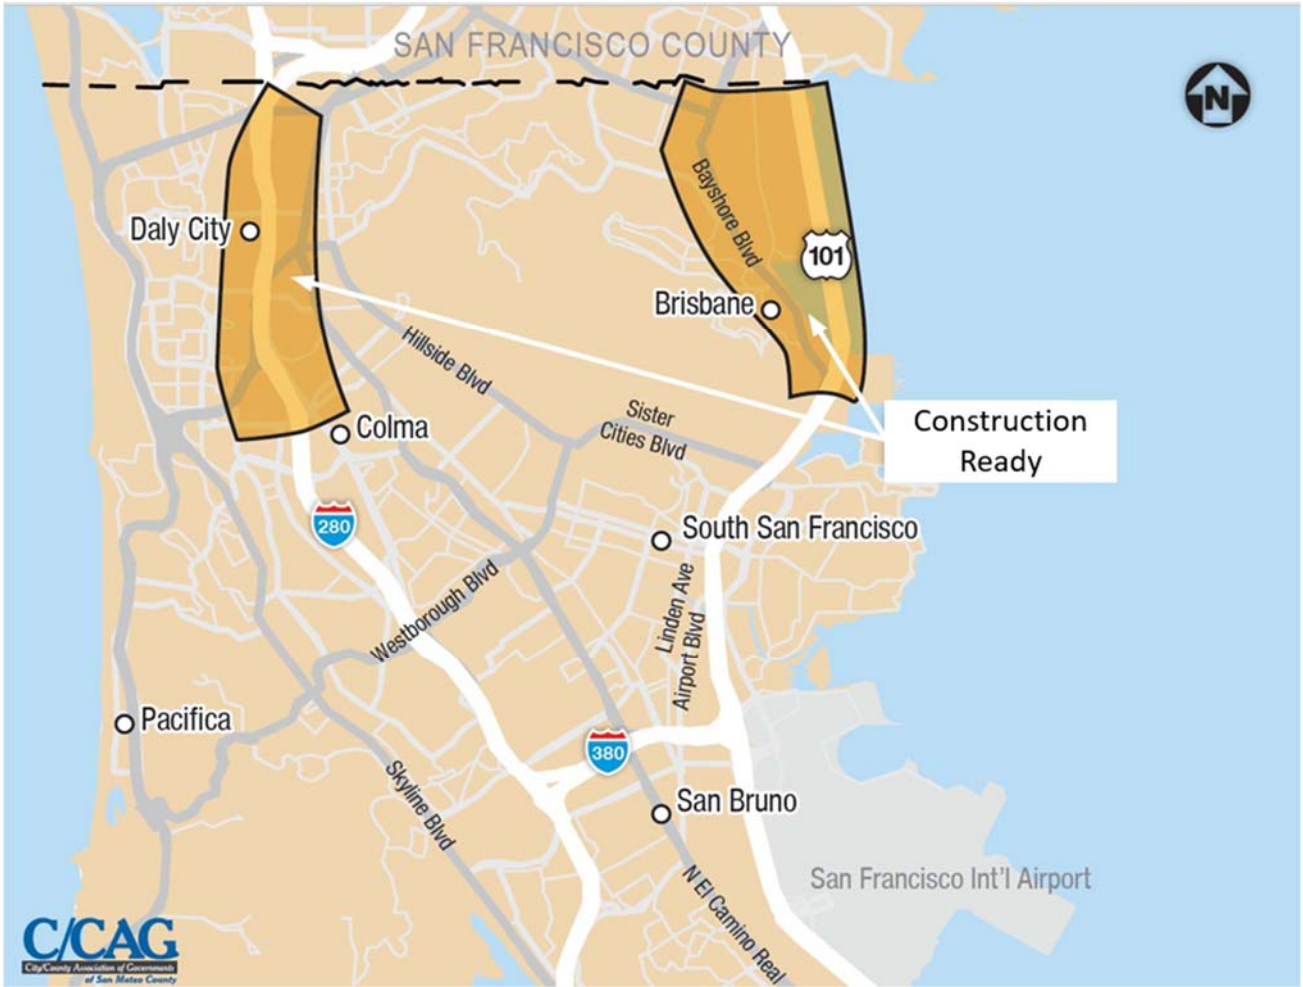 SAN FRANCISCO COUNTY
N
Daly City
Bayshore Blvd
101
Brisbane
Hillside Blvd
Sister
Cities Blvd
Construction
Ready
Colma
280
South San Francisco
Westborough Blvd
Linden Ave
Airport Blvd
Pacifica
380
Skyline Blvd
San Bruno
N El Camino Real
San Francisco Int'l Airport
C/CAG
City/County Association of Governments
of San Mateo County